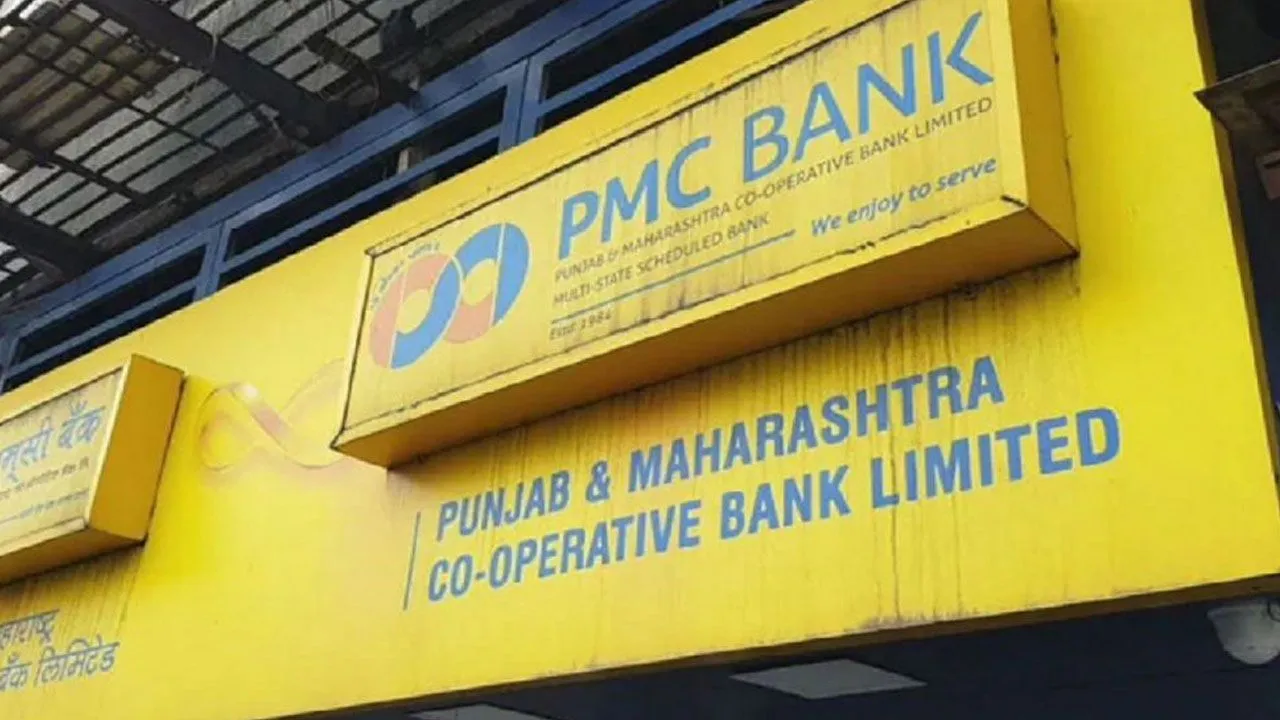 PMC BANK
PUNJAB & MAHARASHTRA CO-OPERATIVE BANK LIMITED
MULTI-STATE SCHEDULED BANK
We enjoy to serve
Estd 1984
PUNJAB & MAHARASHTRA
CO-OPERATIVE BANK LIMITED
बँक
बँक लिमिटेड